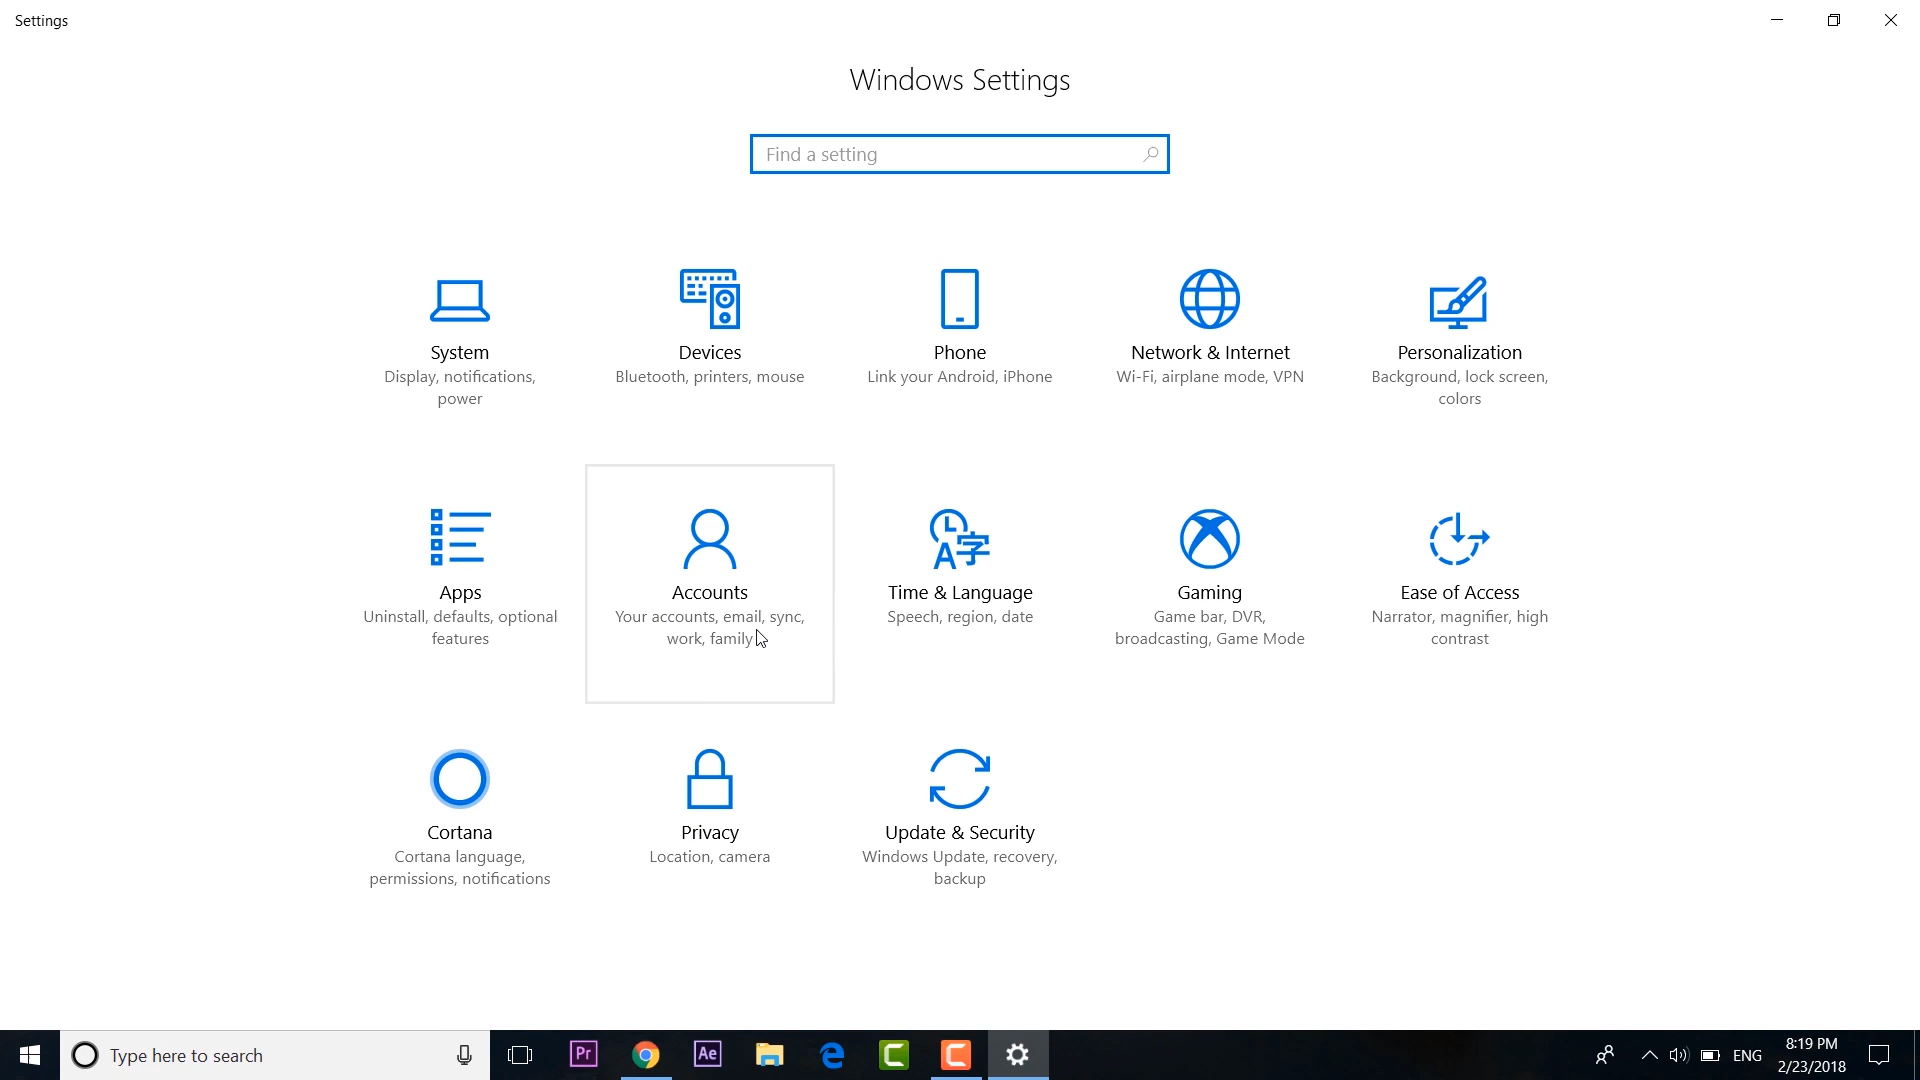 Settings
Windows Settings
Find a setting
System
Display, notifications,
power
Devices
Bluetooth, printers, mouse
Phone
Link your Android, iPhone
Network & Internet
Wi-Fi, airplane mode, VPN
Personalization
Background, lock screen,
colors
Apps
Uninstall, defaults, optional
features
Accounts
Your accounts, email, sync,
work, family
A字
Time & Language
Speech, region, date
Gaming
Game bar, DVR,
broadcasting, Game Mode
Ease of Access
Narrator, magnifier, high
contrast
Cortana
Cortana language,
permissions, notifications
Privacy
Location, camera
Update & Security
Windows Update, recovery,
backup
Type here to search
Pr
Ae
ENG
8:19 PM
2/23/2018